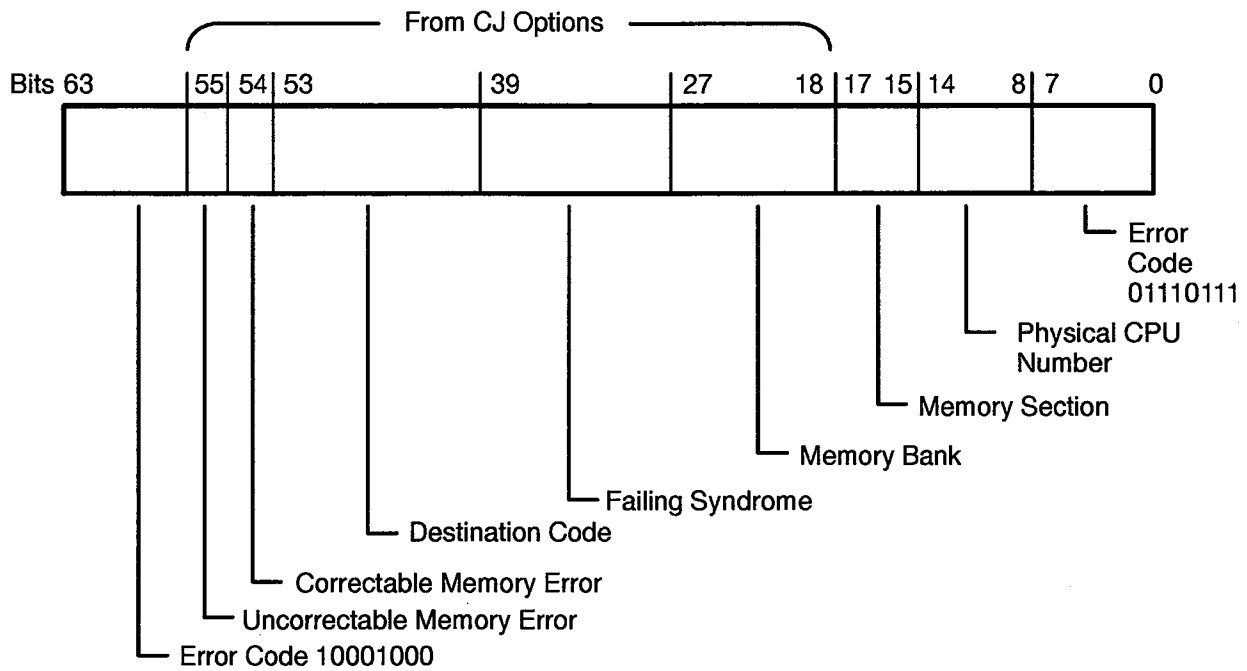 From CJ Options
Bits 63 55 54 53 39 27 18 17 15 14 8 7 0
Error
Code
01110111
Physical CPU
Number
Memory Section
Memory Bank
Failing Syndrome
Destination Code
Correctable Memory Error
Uncorrectable Memory Error
Error Code 10001000